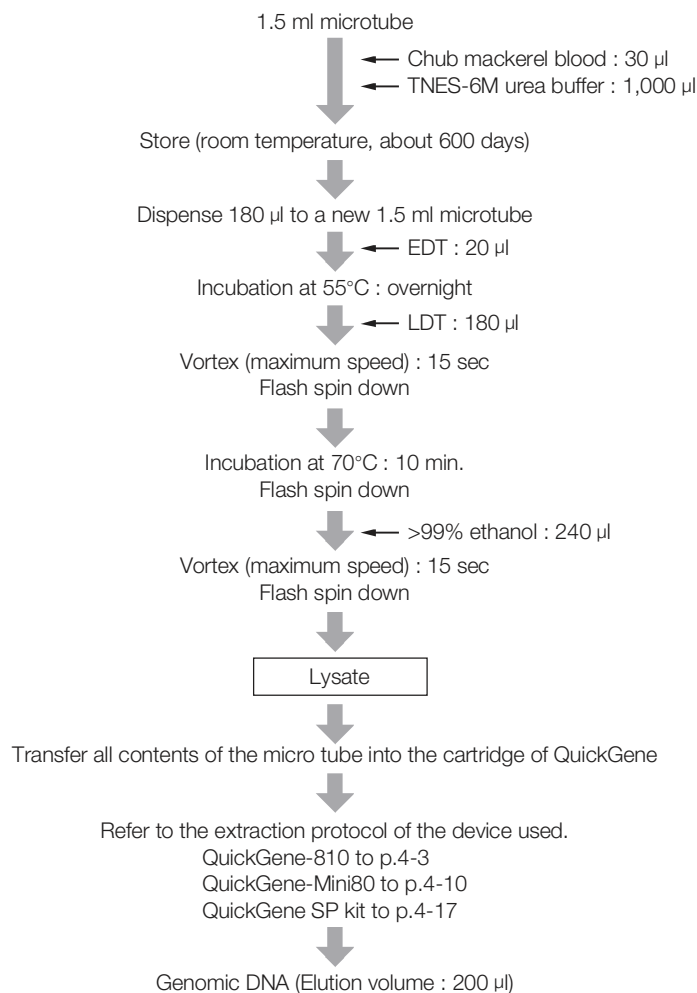 1.5 ml microtube
Chub mackerel blood : 30 µl
TNES-6M urea buffer : 1,000 µl
Store (room temperature, about 600 days)
Dispense 180 µl to a new 1.5 ml microtube
EDT : 20 µl
Incubation at 55°C : overnight
LDT : 180 µl
Vortex (maximum speed) : 15 sec
Flash spin down
Incubation at 70°C : 10 min.
Flash spin down
>99% ethanol : 240 µl
Vortex (maximum speed) : 15 sec
Flash spin down
Lysate
Transfer all contents of the micro tube into the cartridge of QuickGene
Refer to the extraction protocol of the device used.
QuickGene-810 to p.4-3
QuickGene-Mini80 to p.4-10
QuickGene SP kit to p.4-17
Genomic DNA (Elution volume : 200 µl)